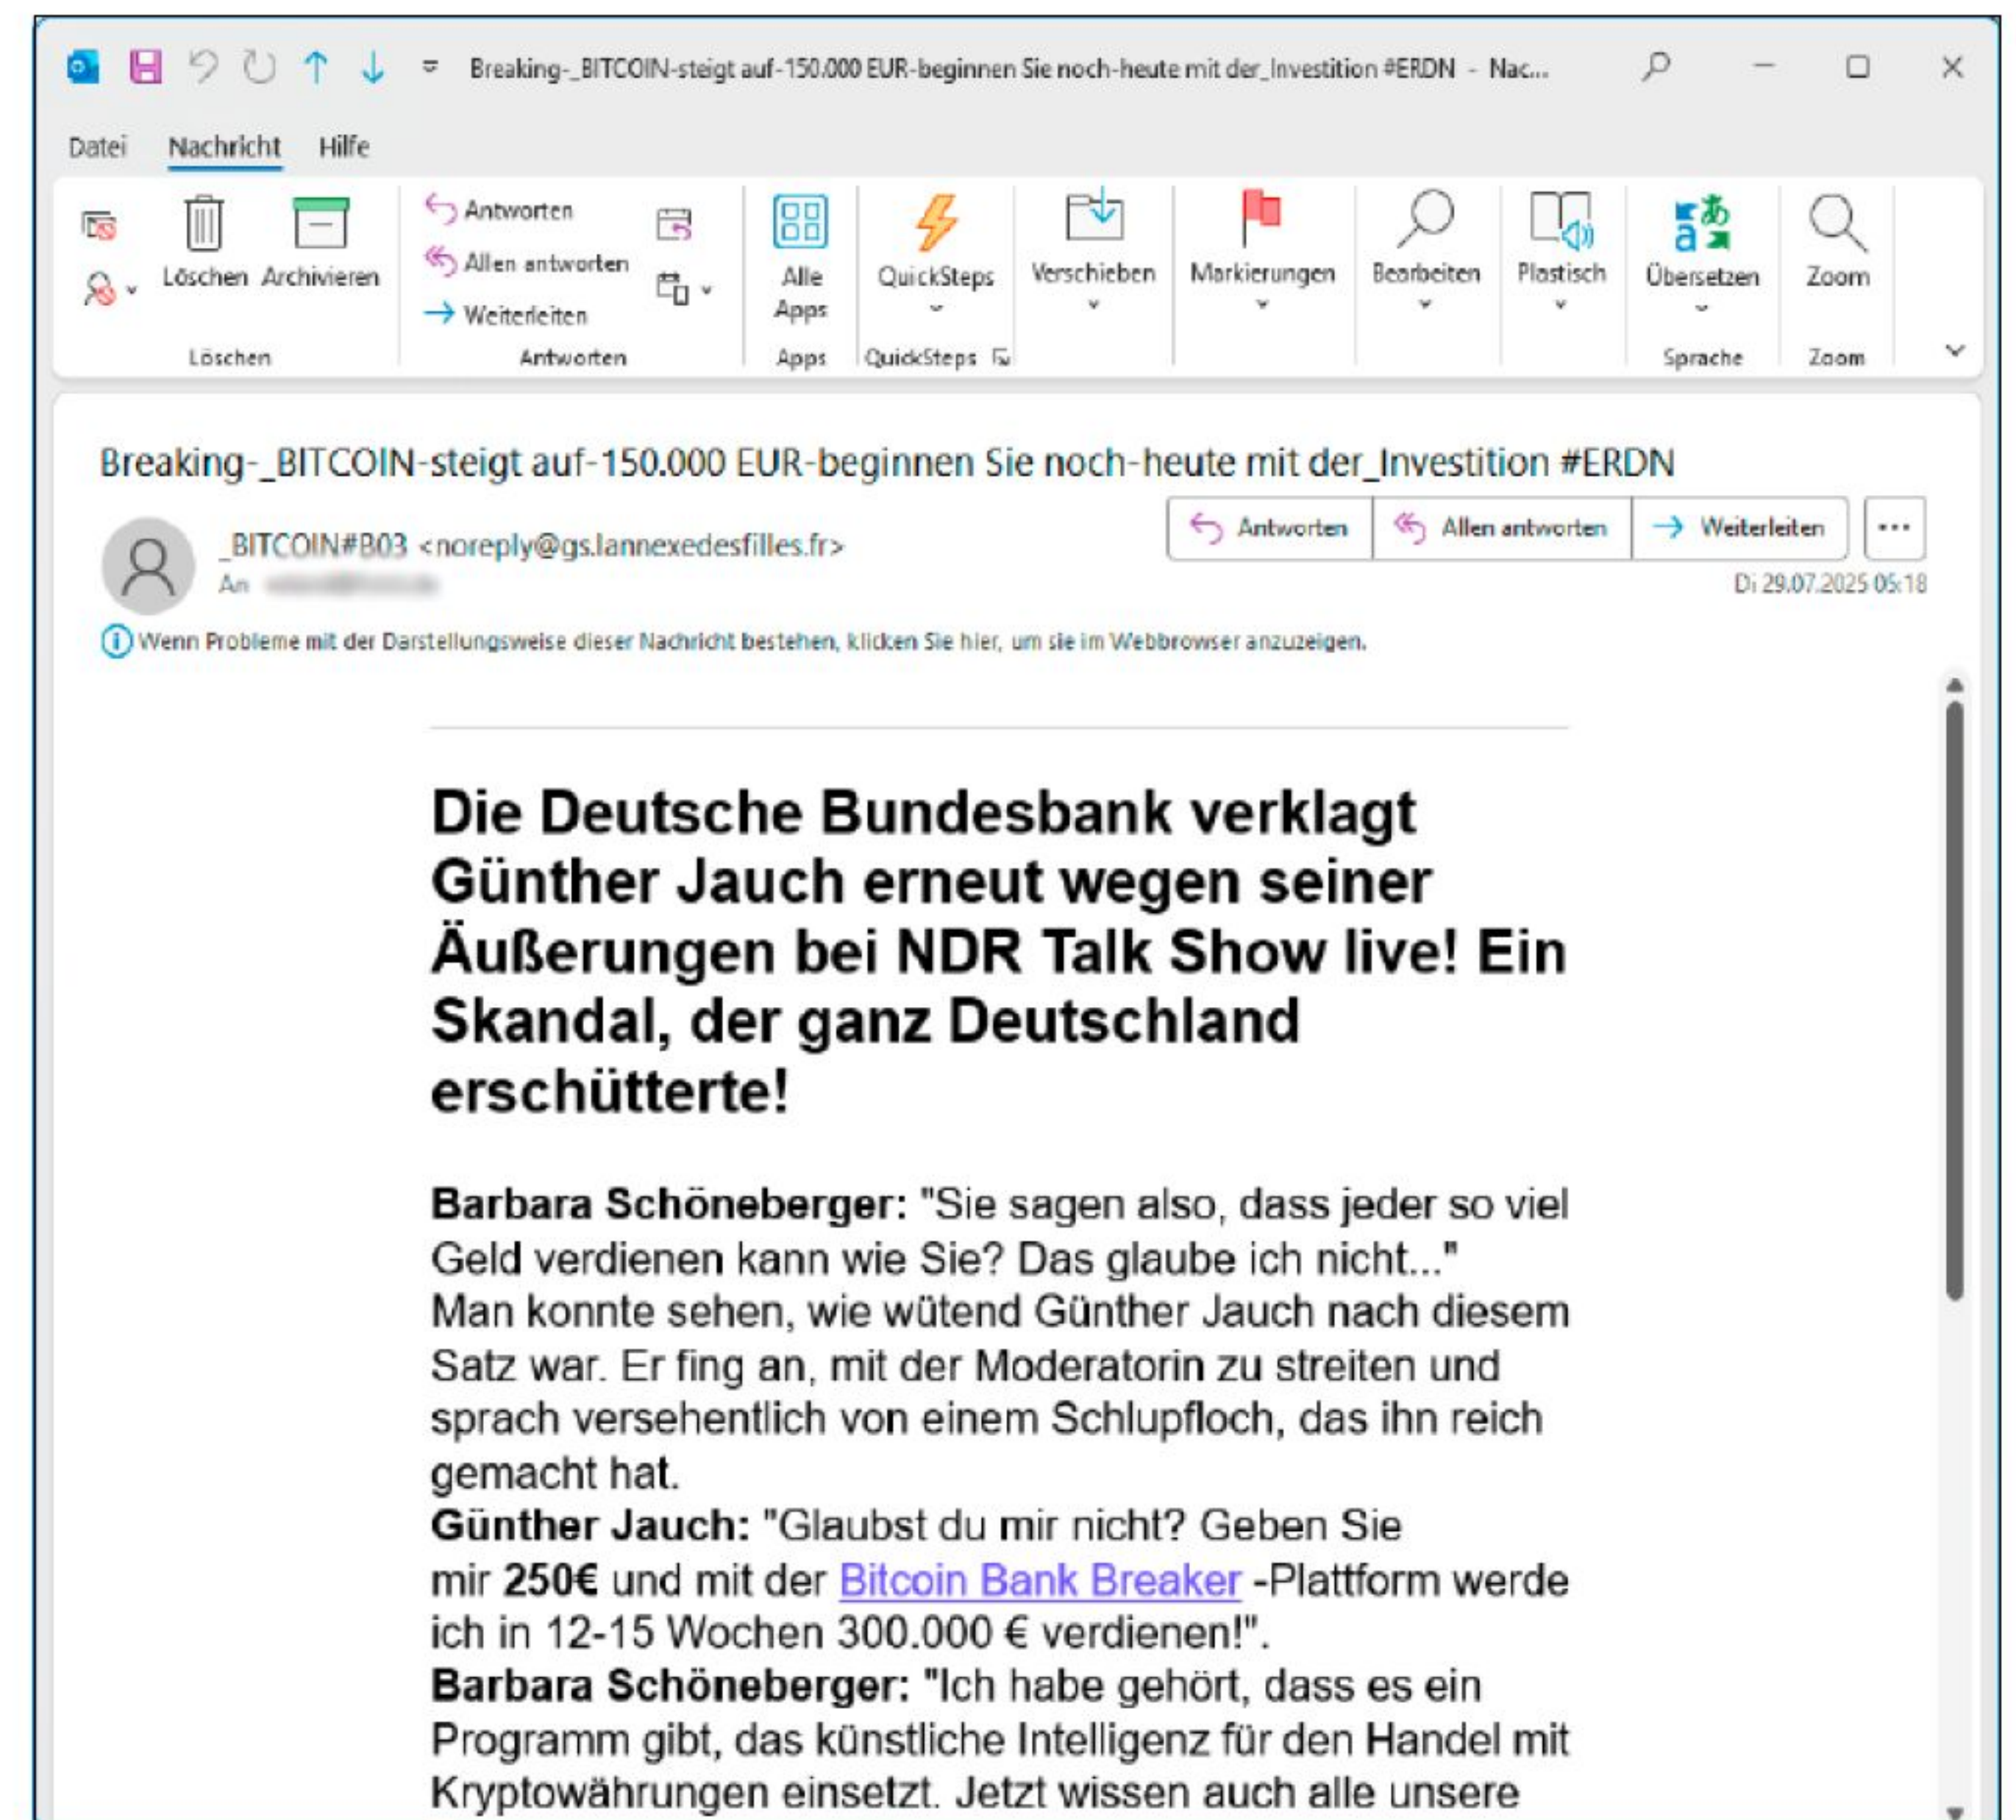 Breaking-_BITCOIN-steigt auf-150.000 EUR-beginnen Sie noch-heute mit der_Investition #ERDN - Nac...
Datei Nachricht Hilfe
Löschen Archivieren
Löschen
Antworten
Allen antworten
Weiterleiten
Antworten
Alle Apps
Apps
QuickSteps
QuickSteps
Verschieben
Markierungen
Bearbeiten
Plastisch
Übersetzen
Sprache
Zoom
Zoom
Breaking-_BITCOIN-steigt auf-150.000 EUR-beginnen Sie noch-heute mit der_Investition #ERDN
_BITCOIN#B03 <noreply@gs.lannexedesfilles.fr>
Antworten Allen antworten Weiterleiten ...
An
Di 29.07.2025 05:18
Wenn Probleme mit der Darstellungsweise dieser Nachricht bestehen, klicken Sie hier, um sie im Webbrowser anzuzeigen.
Die Deutsche Bundesbank verklagt
Günther Jauch erneut wegen seiner
Äußerungen bei NDR Talk Show live! Ein
Skandal, der ganz Deutschland
erschütterte!
Barbara Schöneberger: "Sie sagen also, dass jeder so viel
Geld verdienen kann wie Sie? Das glaube ich nicht..."
Man konnte sehen, wie wütend Günther Jauch nach diesem
Satz war. Er fing an, mit der Moderatorin zu streiten und
sprach versehentlich von einem Schlupfloch, das ihn reich
gemacht hat.
Günther Jauch: "Glaubst du mir nicht? Geben Sie
mir 250€ und mit der Bitcoin Bank Breaker -Plattform werde
ich in 12-15 Wochen 300.000 € verdienen!".
Barbara Schöneberger: "Ich habe gehört, dass es ein
Programm gibt, das künstliche Intelligenz für den Handel mit
Kryptowährungen einsetzt. Jetzt wissen auch alle unsere